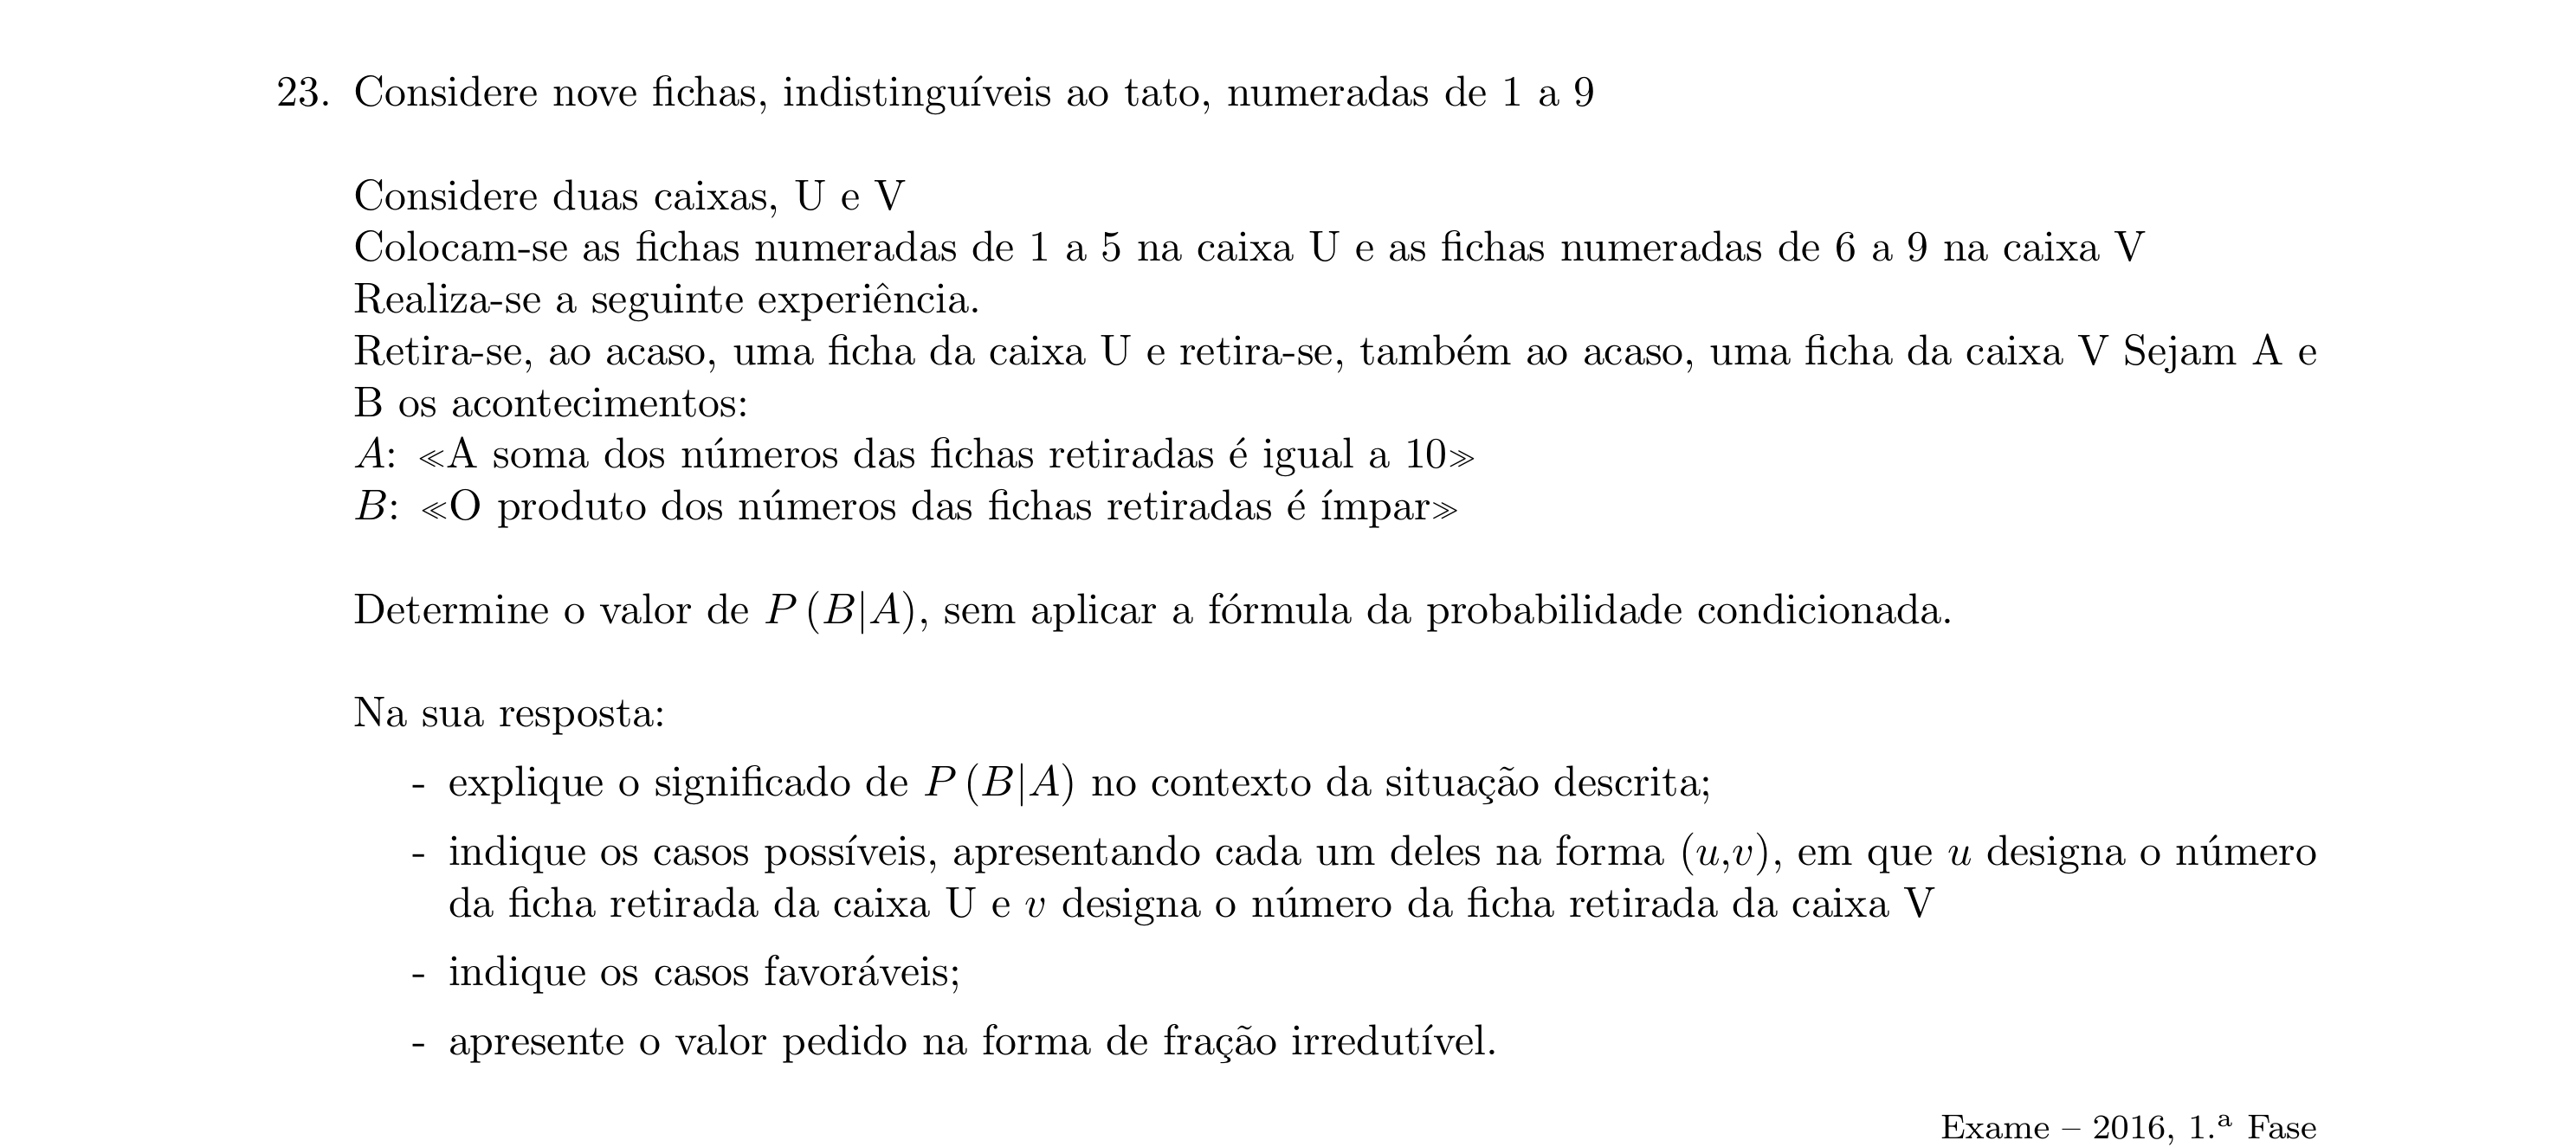 23. Considere nove fichas, indistinguíveis ao tato, numeradas de 1 a 9
Considere duas caixas, U e V
Colocam-se as fichas numeradas de 1 a 5 na caixa U e as fichas numeradas de 6 a 9 na caixa V
Realiza-se a seguinte experiência.
Retira-se, ao acaso, uma ficha da caixa U e retira-se, também ao acaso, uma ficha da caixa V Sejam A e
B os acontecimentos:
A: ≪A soma dos números das fichas retiradas é igual a 10≫
B: ≪O produto dos números das fichas retiradas é ímpar≫
Determine o valor de P (B|A), sem aplicar a fórmula da probabilidade condicionada.
Na sua resposta:
- explique o significado de P (B|A) no contexto da situação descrita;
- indique os casos possíveis, apresentando cada um deles na forma (u,v), em que u designa o número
da ficha retirada da caixa U e v designa o número da ficha retirada da caixa V
- indique os casos favoráveis;
- apresente o valor pedido na forma de fração irredutível.
Exame – 2016, 1.ª Fase